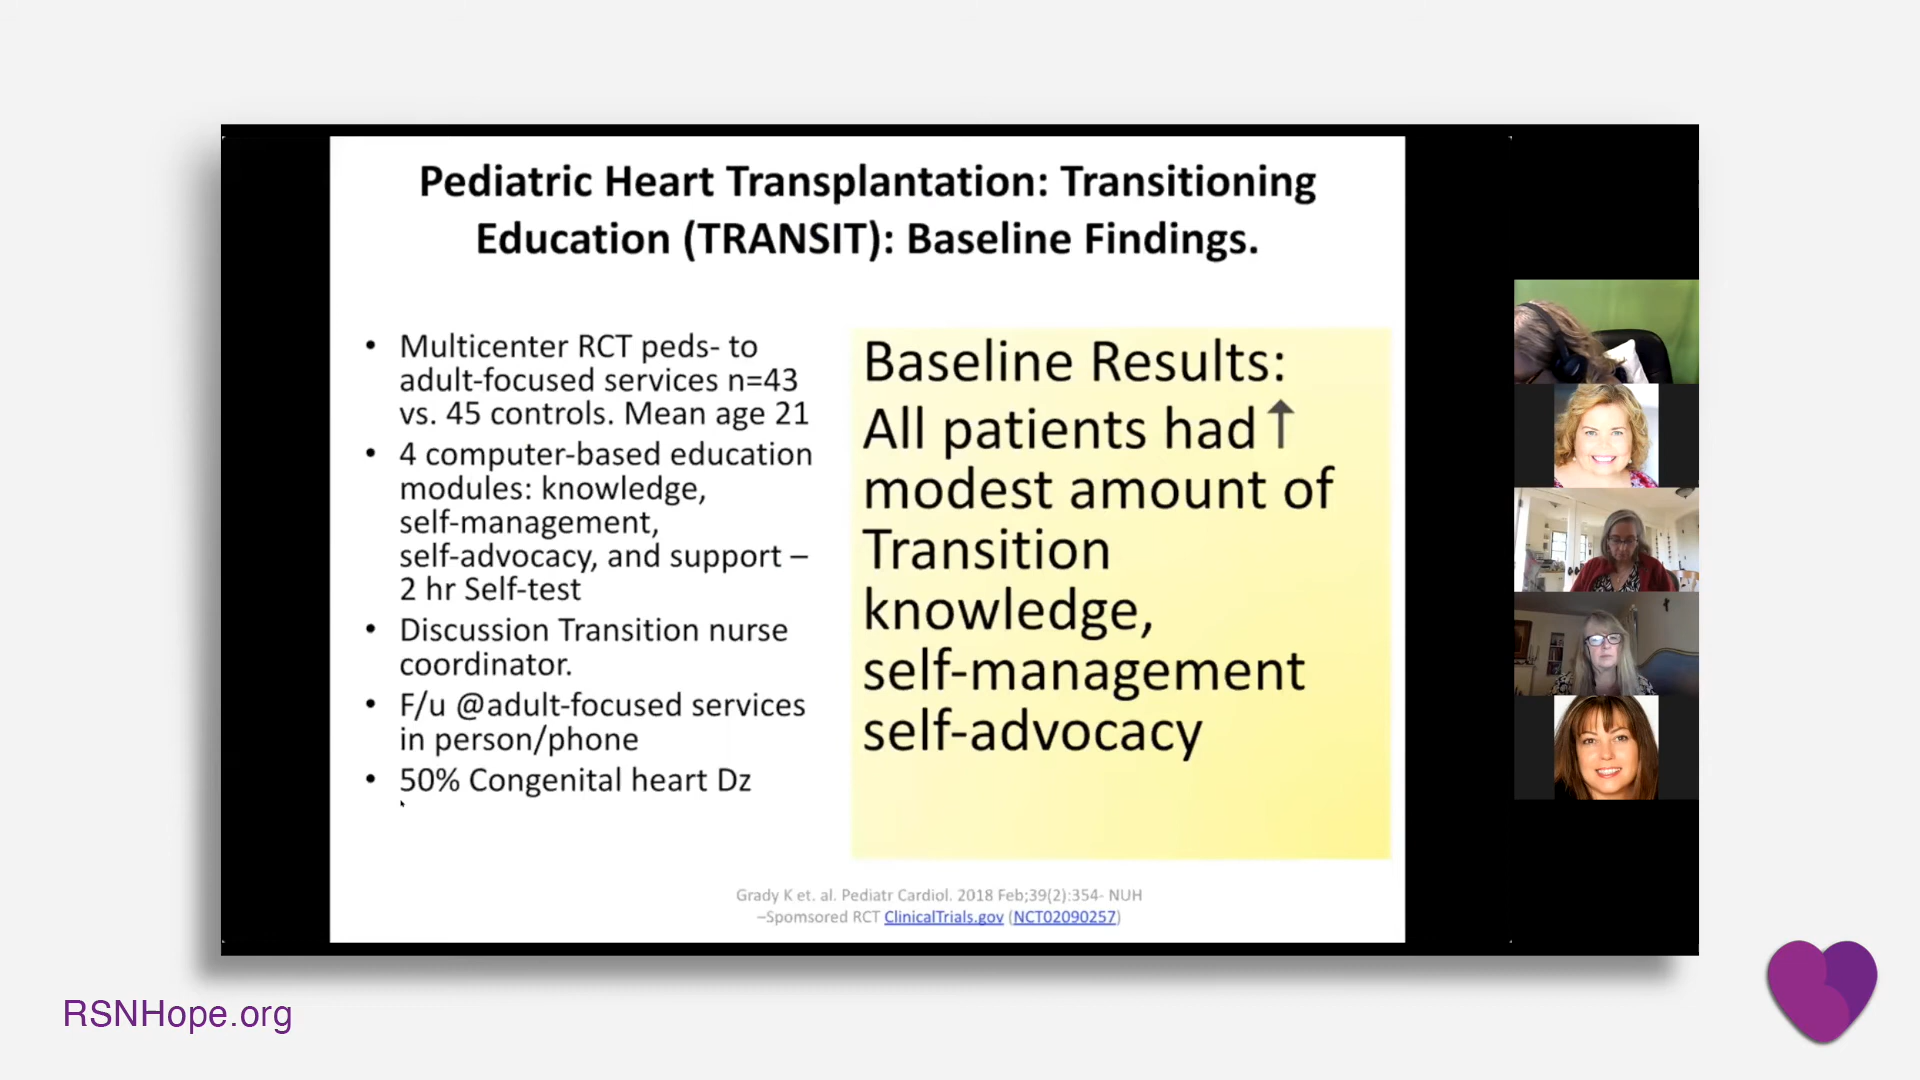 Pediatric Heart Transplantation: Transitioning
Education (TRANSIT): Baseline Findings.
• Multicenter RCT peds- to
adult-focused services n=43
vs. 45 controls. Mean age 21
• 4 computer-based education
modules: knowledge,
self-management,
self-advocacy, and support –
2 hr Self-test
• Discussion Transition nurse
coordinator.
• F/u @adult-focused services
in person/phone
• 50% Congenital heart Dz
Baseline Results:
All patients had ↑
modest amount of
Transition
knowledge,
self-management
self-advocacy
Grady K et. al. Pediatr Cardiol. 2018 Feb;39(2):354- NUH
–Spomsored RCT ClinicalTrials.gov (NCT02090257)
RSNHope.org